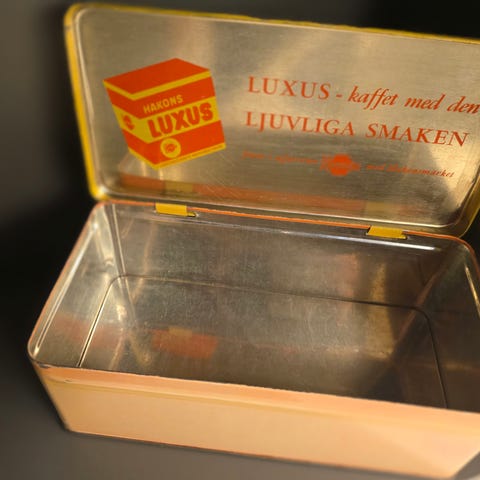 HAKONS
LUXUS
LUXUS - kaffet med den
LJUVLIGA SMAKEN